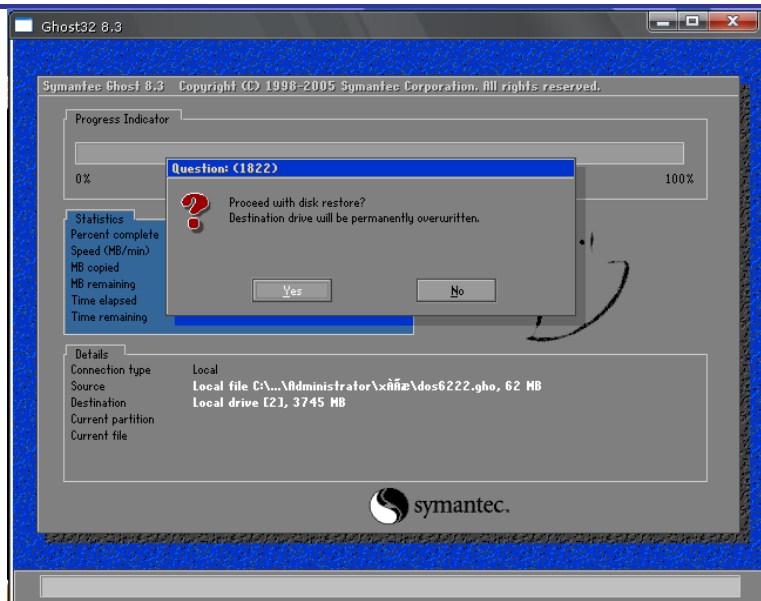 Ghost32 8.3
Symantec Ghost 8.3 Copyright (C) 1998-2005 Symantec Corporation. All rights reserved.
Progress Indicator
0%
100%
Question: (1822)
Proceed with disk restore?
Destination drive will be permanently overwritten.
Yes
No
Statistics
Percent complete
Speed (MB/min)
MB copied
MB remaining
Time elapsed
Time remaining
Details
Connection type Local
Source Local file C:\...\Administrator\xÀÑæ\dos6222.gho, 62 MB
Destination Local drive [2], 3745 MB
Current partition
Current file
symantec.